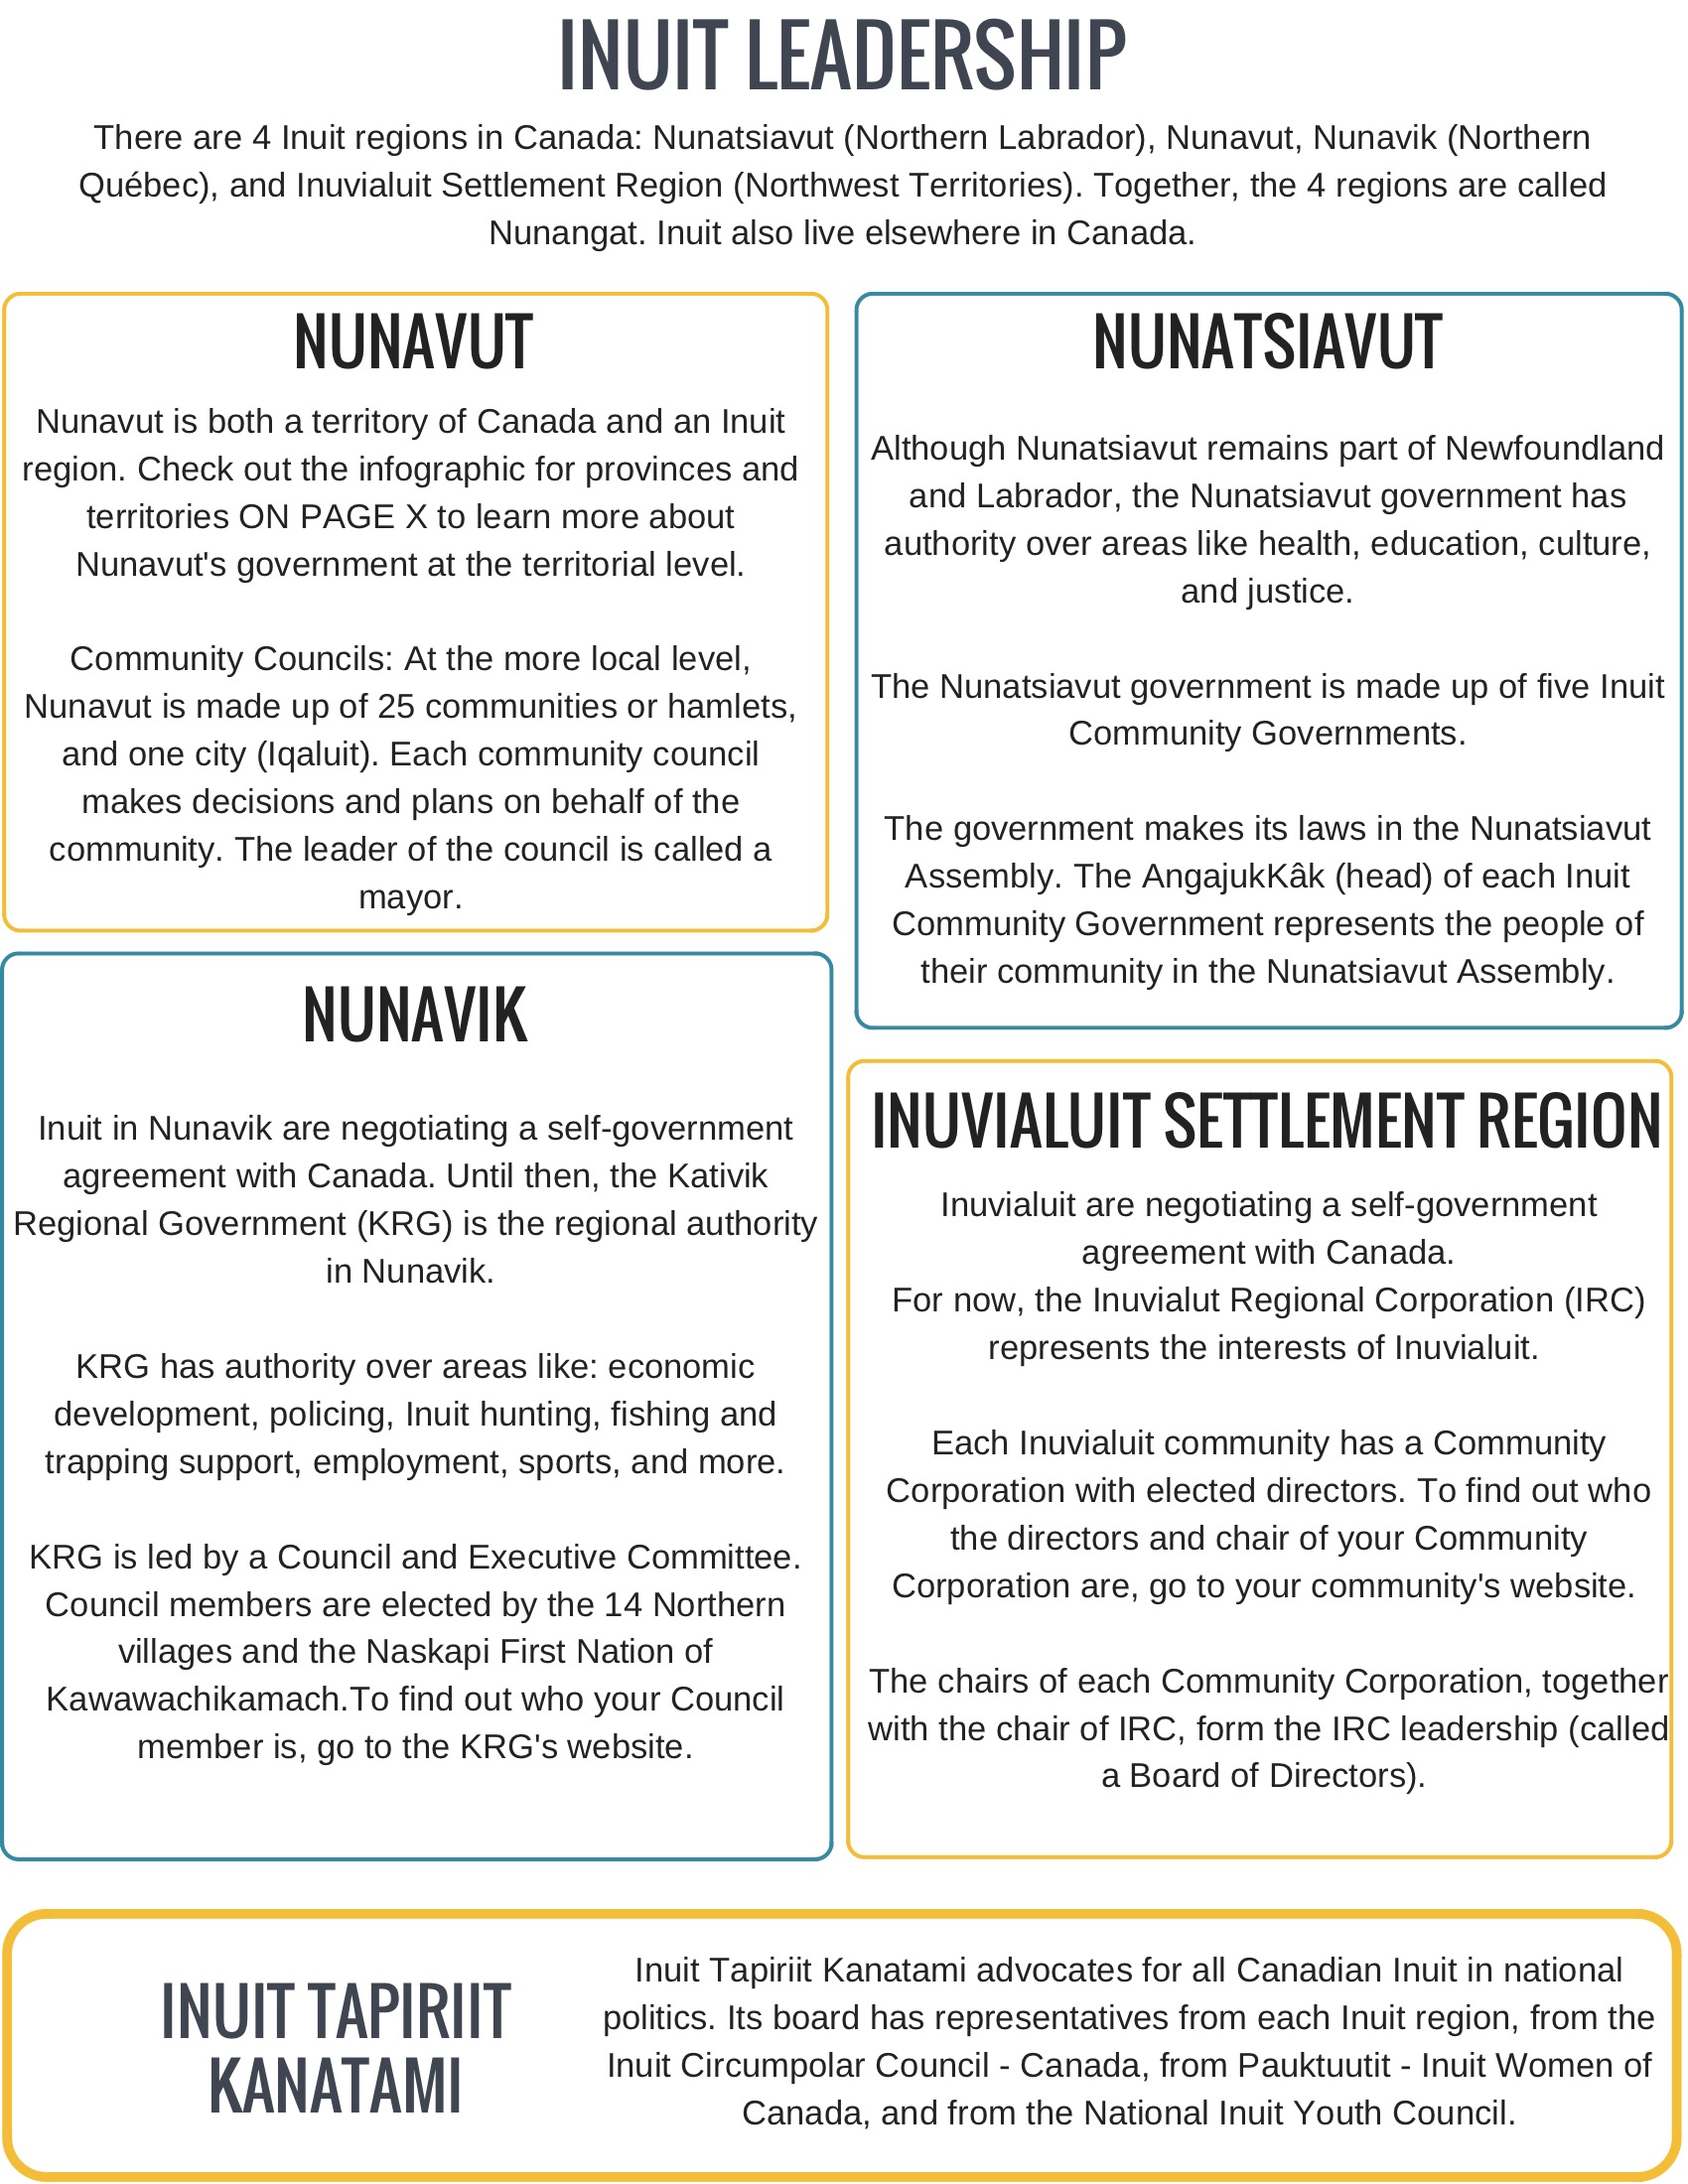 INUIT LEADERSHIP
There are 4 Inuit regions in Canada: Nunatsiavut (Northern Labrador), Nunavut, Nunavik (Northern
Québec), and Inuvialuit Settlement Region (Northwest Territories). Together, the 4 regions are called
Nunangat. Inuit also live elsewhere in Canada.
NUNAVUT
Nunavut is both a territory of Canada and an Inuit
region. Check out the infographic for provinces and
territories ON PAGE X to learn more about
Nunavut's government at the territorial level.
Community Councils: At the more local level,
Nunavut is made up of 25 communities or hamlets,
and one city (Iqaluit). Each community council
makes decisions and plans on behalf of the
community. The leader of the council is called a
mayor.
NUNATSIAVUT
Although Nunatsiavut remains part of Newfoundland
and Labrador, the Nunatsiavut government has
authority over areas like health, education, culture,
and justice.
The Nunatsiavut government is made up of five Inuit
Community Governments.
The government makes its laws in the Nunatsiavut
Assembly. The AngajukKâk (head) of each Inuit
Community Government represents the people of
their community in the Nunatsiavut Assembly.
NUNAVIK
Inuit in Nunavik are negotiating a self-government
agreement with Canada. Until then, the Kativik
Regional Government (KRG) is the regional authority
in Nunavik.
KRG has authority over areas like: economic
development, policing, Inuit hunting, fishing and
trapping support, employment, sports, and more.
KRG is led by a Council and Executive Committee.
Council members are elected by the 14 Northern
villages and the Naskapi First Nation of
Kawawachikamach.To find out who your Council
member is, go to the KRG's website.
INUVIALUIT SETTLEMENT REGION
Inuvialuit are negotiating a self-government
agreement with Canada.
For now, the Inuvialut Regional Corporation (IRC)
represents the interests of Inuvialuit.
Each Inuvialuit community has a Community
Corporation with elected directors. To find out who
the directors and chair of your Community
Corporation are, go to your community's website.
The chairs of each Community Corporation, together
with the chair of IRC, form the IRC leadership (called
a Board of Directors).
INUIT TAPIRIIT
KANATAMI
Inuit Tapiriit Kanatami advocates for all Canadian Inuit in national
politics. Its board has representatives from each Inuit region, from the
Inuit Circumpolar Council - Canada, from Pauktuutit - Inuit Women of
Canada, and from the National Inuit Youth Council.